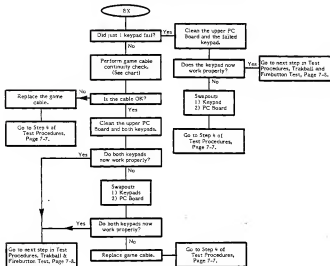 EX
Did just 1 keypad fail?
Yes
Clean the upper PC
Board and the failed
keypad.
No
Perform game cable
continuity check.
(See chart)
Does the keypad now
work properly?
Yes
Go to next step in Test
Procedures, Trakball and
Firebutton Test, Page 7-8.
Replace the game
cable.
No
Is the cable OK?
No
Swapout:
1) Keypad
2) PC Board
Yes
Go to Step 4 of
Test Procedures,
Page 7-7.
Clean the upper PC
Board and both keypads.
Go to Step 4 of
Test Procedures,
Page 7-7.
Yes
Do both keypads
now work properly?
No
Swapout:
1) Keypads
2) PC Board
Yes
Do both keypads now
work properly?
No
Go to next step in Test
Procedures, Trakball &
Firebutton Test, Page 7-8.
Replace game cable.
Go to Step 4 of
Test Procedures,
Page 7-7.